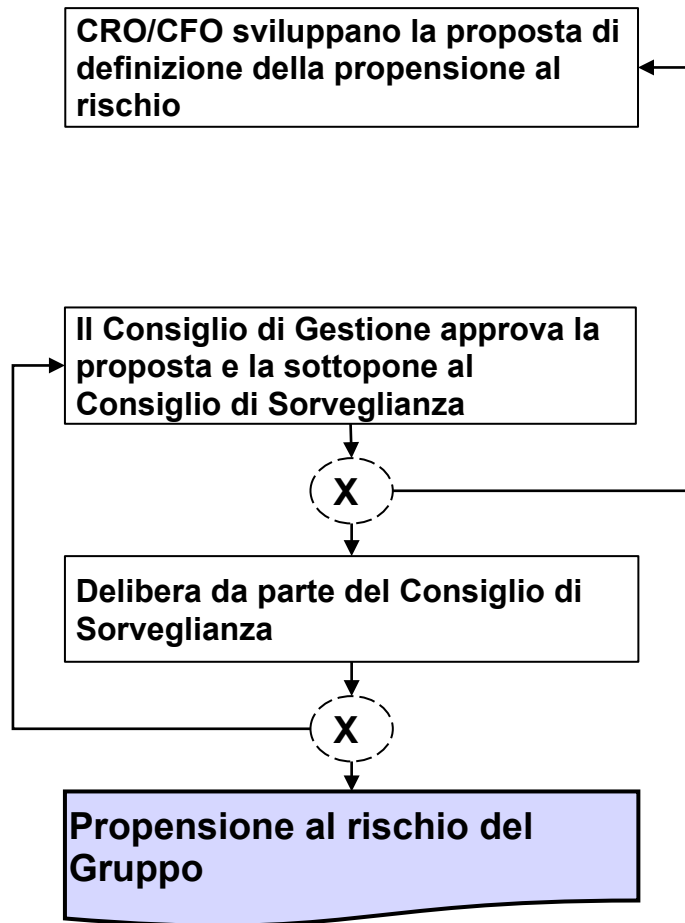 CRO/CFO sviluppano la proposta di
definizione della propensione al
rischio
Il Consiglio di Gestione approva la
proposta e la sottopone al
Consiglio di Sorveglianza
X
Delibera da parte del Consiglio di
Sorveglianza
X
Propensione al rischio del
Gruppo